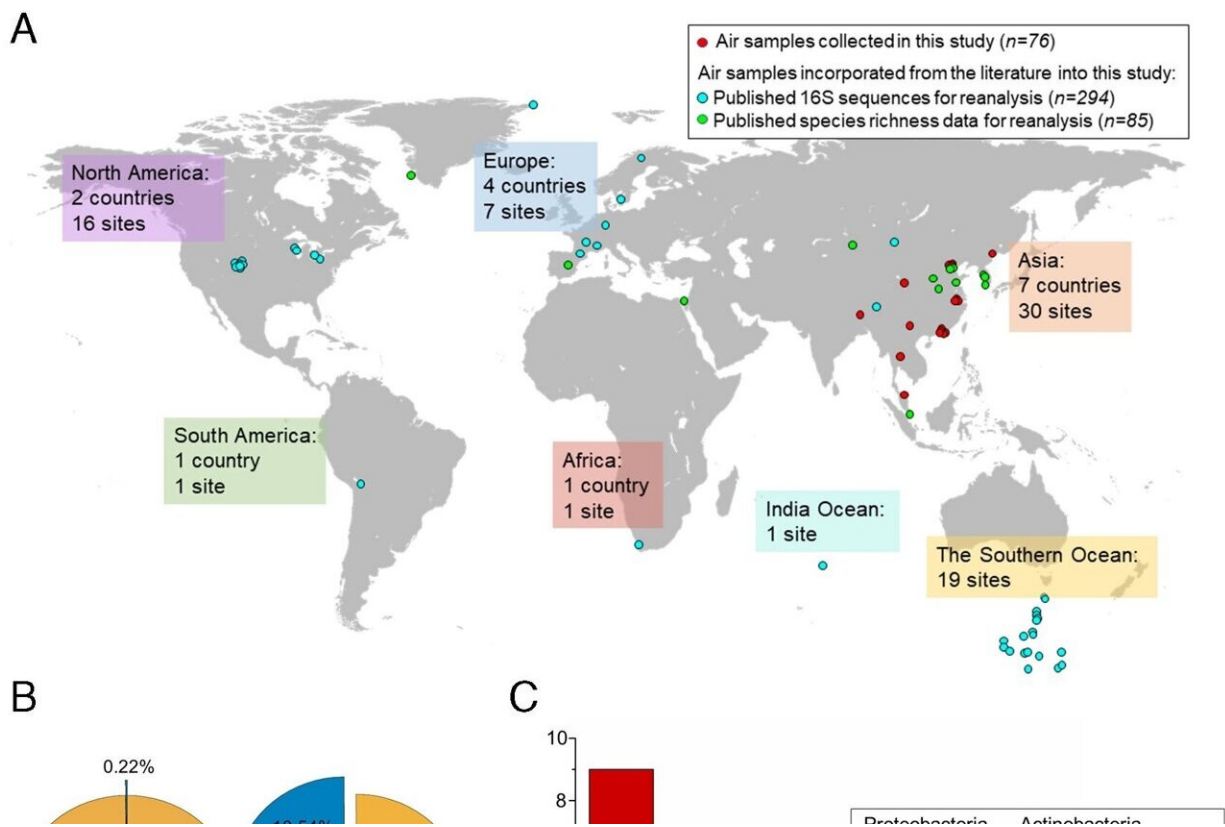 A
Air samples collected in this study (n=76)
Air samples incorporated from the literature into this study:
Published 16S sequences for reanalysis (n=294)
Published species richness data for reanalysis (n=85)
North America:
2 countries
16 sites
Europe:
4 countries
7 sites
Asia:
7 countries
30 sites
South America:
1 country
1 site
Africa:
1 country
1 site
India Ocean:
1 site
The Southern Ocean:
19 sites
B
C
0.22%
10
8
Proteobacteria Actinobacteria